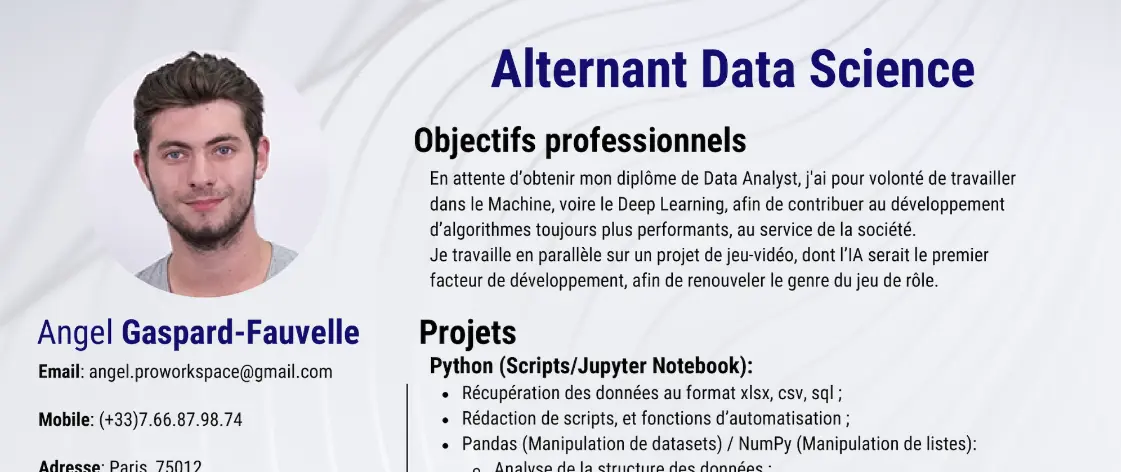 Alternant Data Science
Objectifs professionnels
En attente d’obtenir mon diplôme de Data Analyst, j'ai pour volonté de travailler
dans le Machine, voire le Deep Learning, afin de contribuer au développement
d’algorithmes toujours plus performants, au service de la société.
Je travaille en parallèle sur un projet de jeu-vidéo, dont l’IA serait le premier
facteur de développement, afin de renouveler le genre du jeu de rôle.
Angel Gaspard-Fauvelle
Email: angel.proworkspace@gmail.com
Mobile: (+33)7.66.87.98.74
Adresse: Paris, 75012
Projets
Python (Scripts/Jupyter Notebook):
• Récupération des données au format xlsx, csv, sql ;
• Rédaction de scripts, et fonctions d’automatisation ;
• Pandas (Manipulation de datasets) / NumPy (Manipulation de listes):
◦ Analyse de la structure des données ;